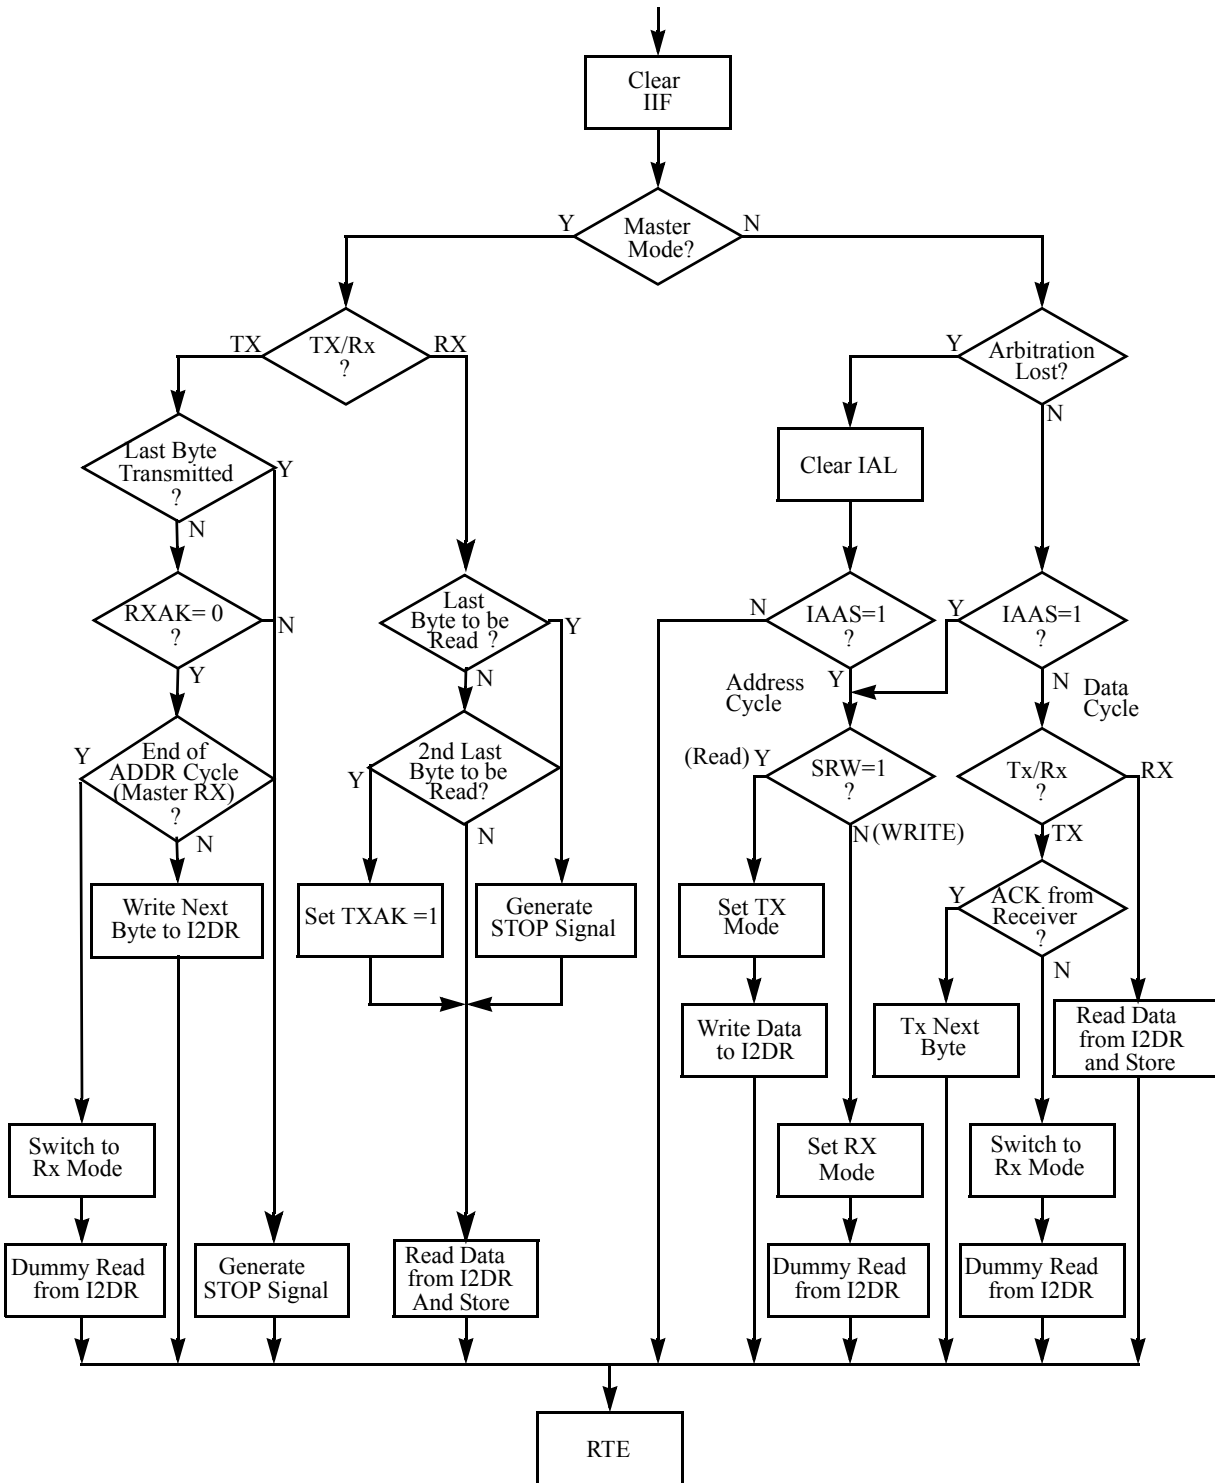 Clear
IIF
Y
Master
Mode?
N
TX
TX/Rx
?
RX
Y
Arbitration
Lost?
N
Last Byte
Transmitted
?
Y
N
Clear IAL
RXAK= 0
?
N
Y
Last
Byte to be
Read ?
Y
N
N
IAAS=1
?
Y
Y
IAAS=1
?
N
Address
Cycle
Data
Cycle
Y
End of
ADDR Cycle
(Master RX)
?
N
Y
2nd Last
Byte to be
Read?
N
(Read) Y
SRW=1
?
N (WRITE)
Tx/Rx
?
RX
TX
Write Next
Byte to I2DR
Set TXAK =1
Generate
STOP Signal
Set TX
Mode
Y
ACK from
Receiver
?
N
Write Data
to I2DR
Tx Next
Byte
Read Data
from I2DR
and Store
Switch to
Rx Mode
Set RX
Mode
Switch to
Rx Mode
Dummy Read
from I2DR
Generate
STOP Signal
Read Data
from I2DR
And Store
Dummy Read
from I2DR
Dummy Read
from I2DR
RTE